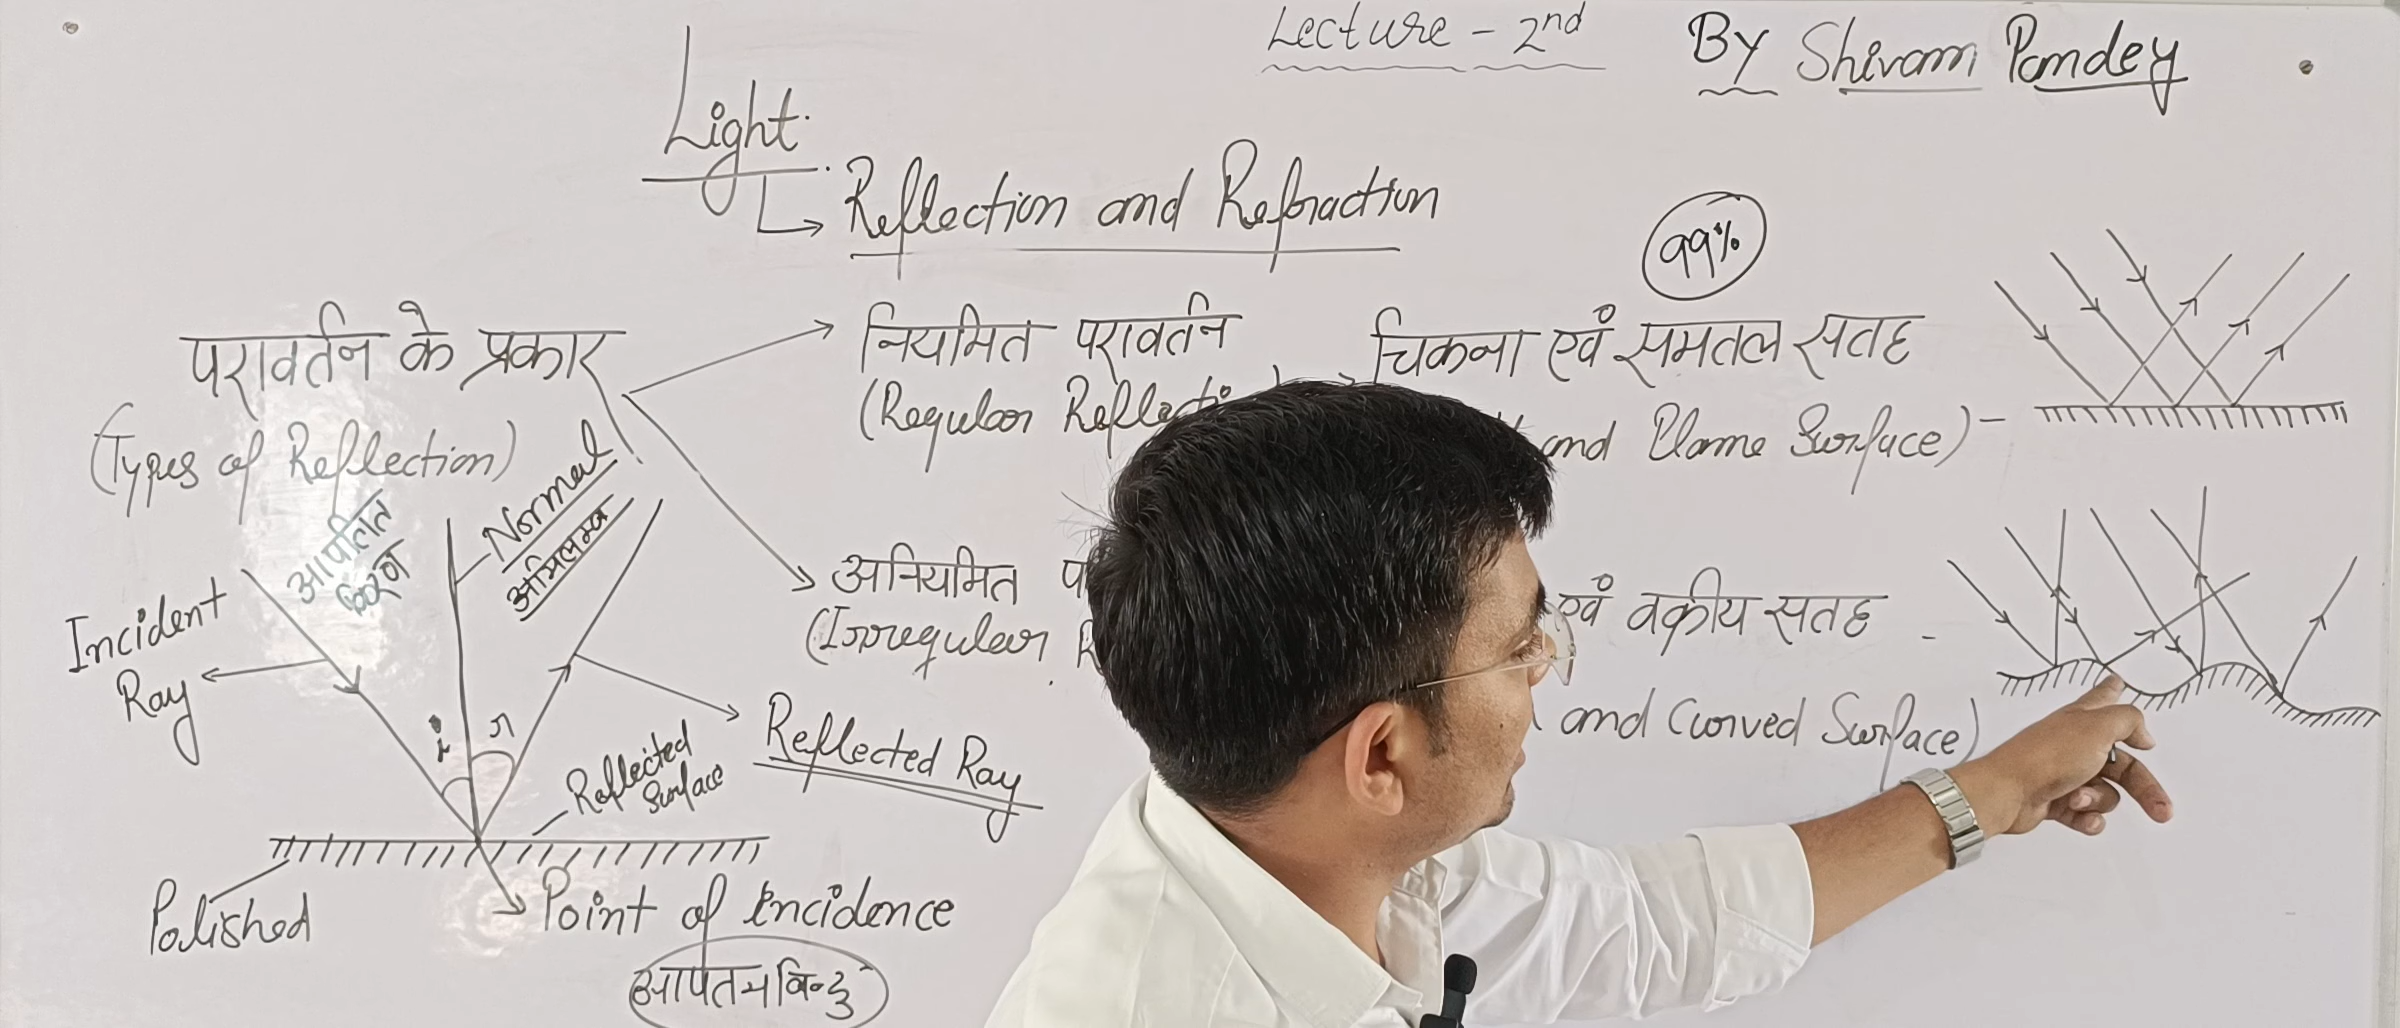 Lecture - 2nd
By Shivam Pandey
Light
Reflection and Refraction
99%
परावर्तन के प्रकार
(Types of Reflection)
नियमित परावर्तन
(Regular Reflecti
चिकना एवं समतल सतह
and Plane Surface) -
अनियमित प
(Irregular R
एवं वक्रीय सतह -
and Curved Surface)
आपतित
किरण
Normal
अभिलम्ब
Incident
Ray
i
r
Reflected
Surface
Reflected Ray
Polished
Point of incidence
आपतन बिन्दु